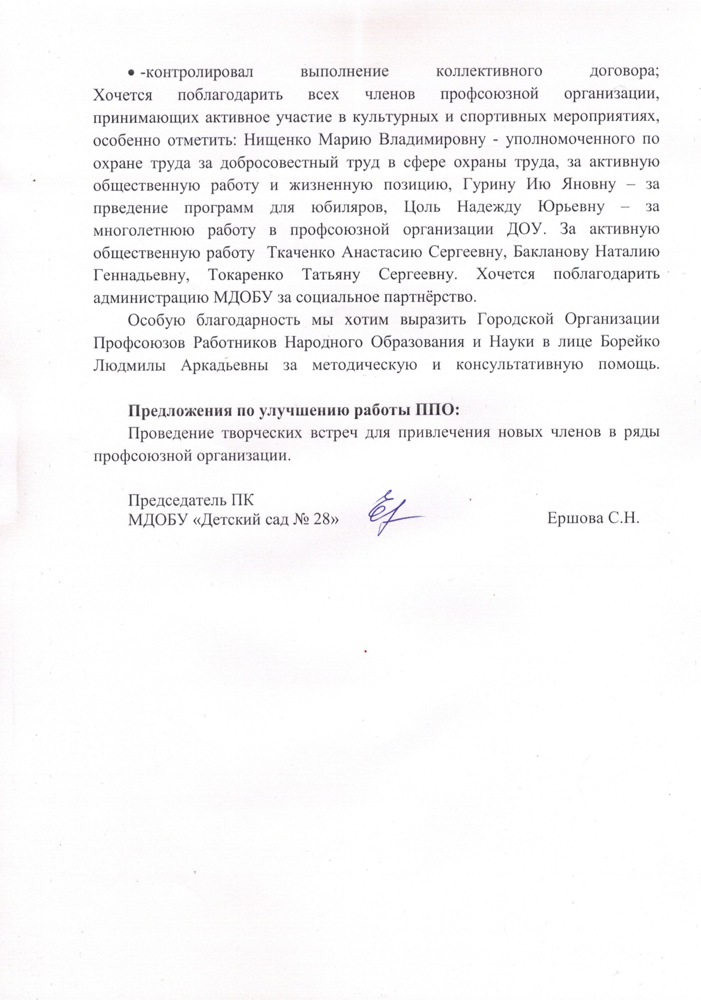 • -контролировал выполнение коллективного договора;
Хочется поблагодарить всех членов профсоюзной организации,
принимающих активное участие в культурных и спортивных мероприятиях,
особенно отметить: Нищенко Марию Владимировну - уполномоченного по
охране труда за добросовестный труд в сфере охраны труда, за активную
общественную работу и жизненную позицию, Гурину Ию Яновну – за
прведение программ для юбиляров, Цоль Надежду Юрьевну – за
многолетнюю работу в профсоюзной организации ДОУ. За активную
общественную работу Ткаченко Анастасию Сергеевну, Бакланову Наталию
Геннадьевну, Токаренко Татьяну Сергеевну. Хочется поблагодарить
администрацию МДОБУ за социальное партнёрство.
Особую благодарность мы хотим выразить Городской Организации
Профсоюзов Работников Народного Образования и Науки в лице Борейко
Людмилы Аркадьевны за методическую и консультативную помощь.
Предложения по улучшению работы ППО:
Проведение творческих встреч для привлечения новых членов в ряды
профсоюзной организации.
Председатель ПК
МДОБУ «Детский сад № 28» Ершова С.Н.